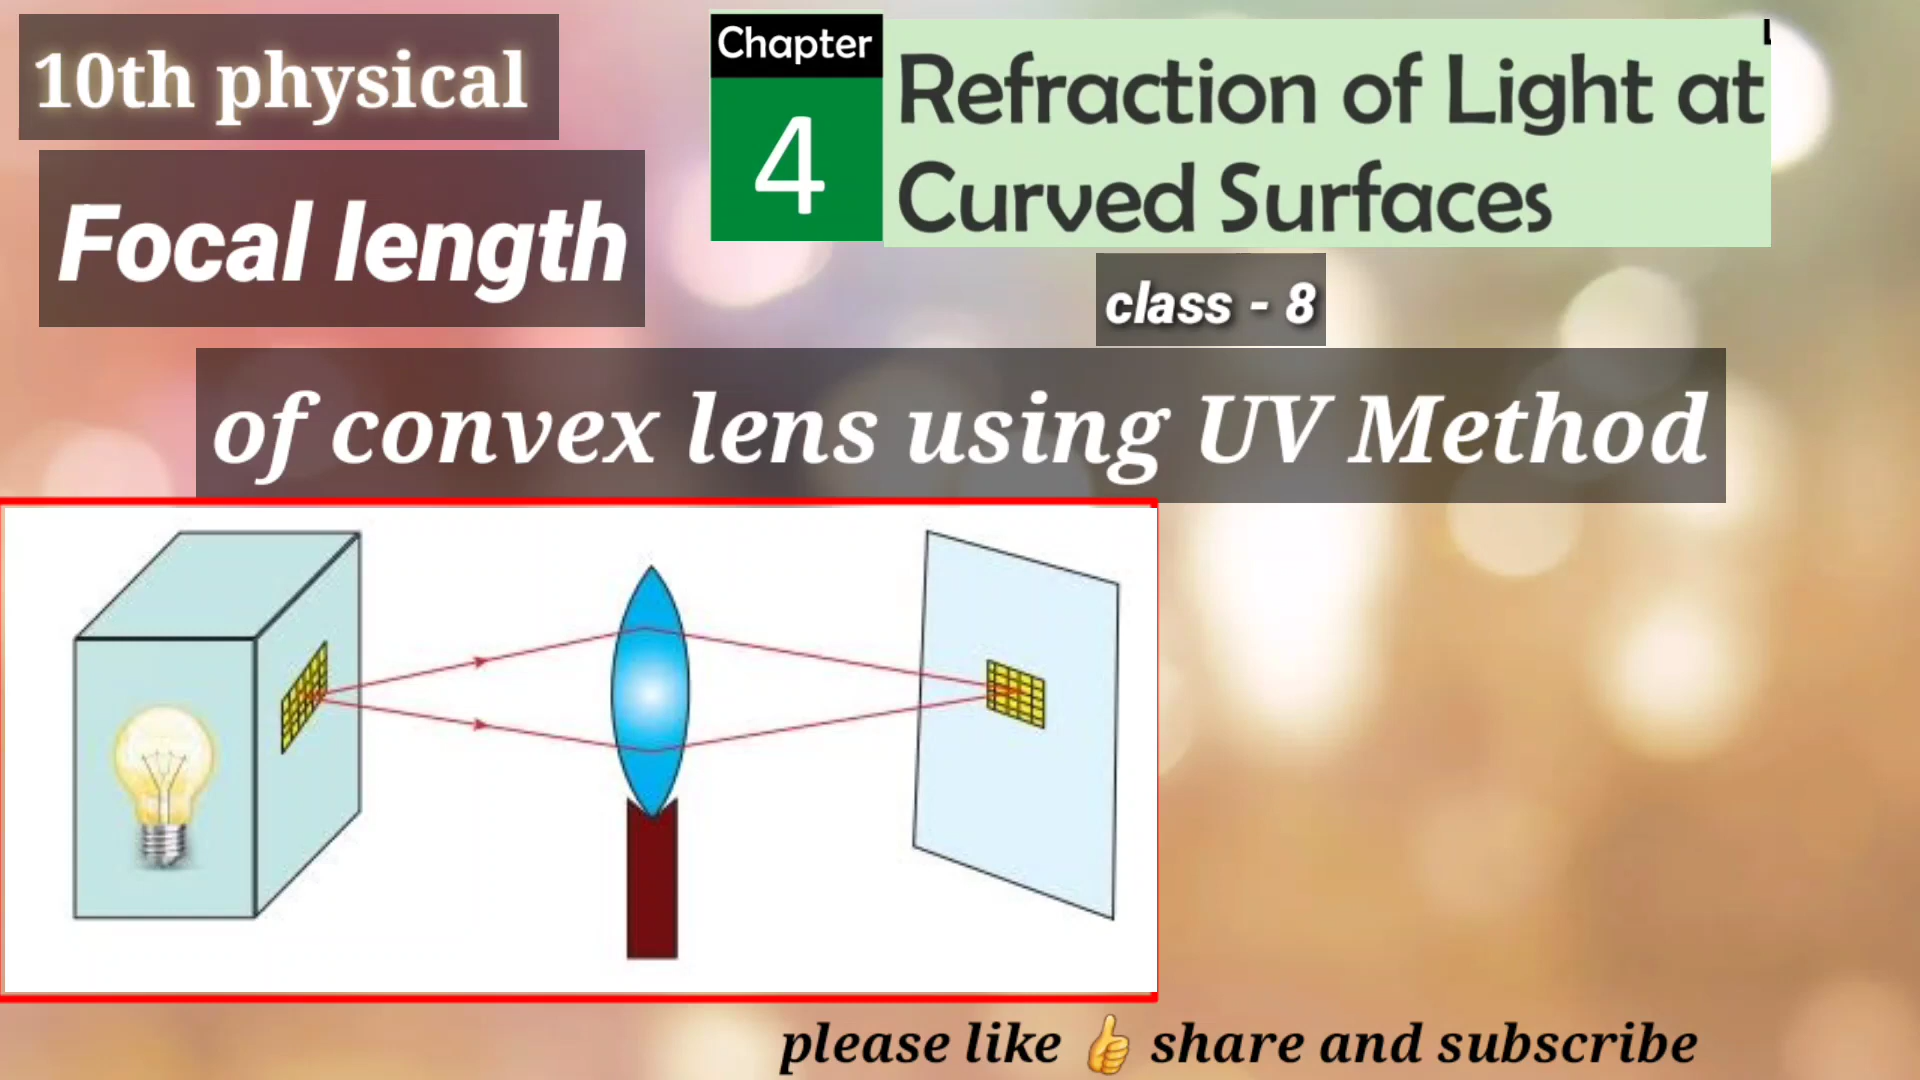 10th physical
Focal length
Chapter
4
Refraction of Light at
Curved Surfaces
class - 8
of convex lens using UV Method
please like 👍 share and subscribe